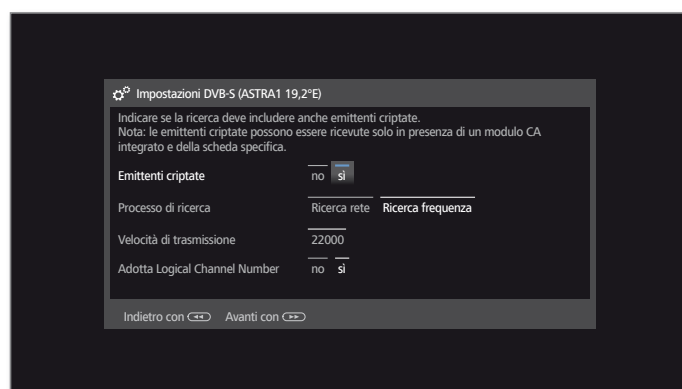 Impostazioni DVB-S (ASTRA1 19,2°E)
Indicare se la ricerca deve includere anche emittenti criptate.
Nota: le emittenti criptate possono essere ricevute solo in presenza di un modulo CA
integrato e della scheda specifica.
Emittenti criptate no sì
Processo di ricerca Ricerca rete Ricerca frequenza
Velocità di trasmissione 22000
Adotta Logical Channel Number no sì
Indietro con Avanti con